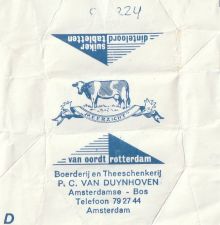 C 224
suiker
tabletten
dinteloord
MEERZICHT
van oordt rotterdam
Boerderij en Theeschenkerij
P. C. VAN DUYNHOVEN
Amsterdamse - Bos
Telefoon 79 27 44
Amsterdam
D